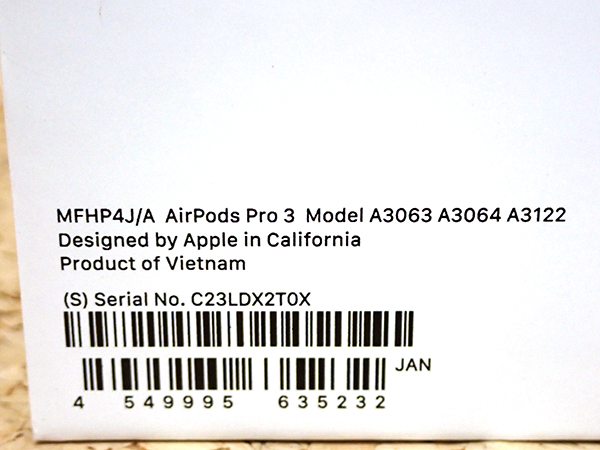 MFHP4J/A AirPods Pro 3 Model A3063 A3064 A3122
Designed by Apple in California
Product of Vietnam
(S) Serial No. C23LDX2T0X
JAN
4 549995 635232